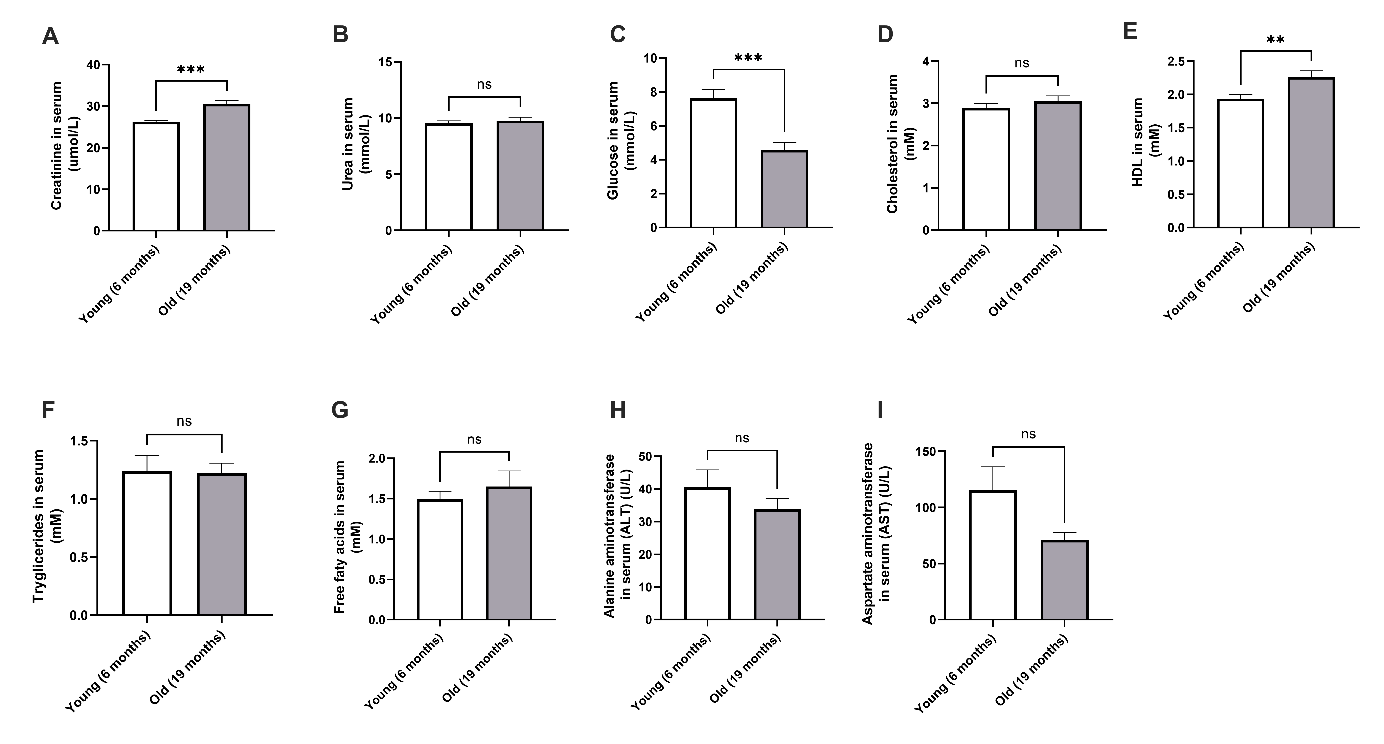 A
Creatinine in serum
(umol/L)
40
30
20
10
0
***
Young (6 months)
Old (19 months)
B
Urea in serum
(mmol/L)
15
10
5
0
ns
Young (6 months)
Old (19 months)
C
Glucose in serum
(mmol/L)
10
8
6
4
2
0
***
Young (6 months)
Old (19 months)
D
Cholesterol in serum
(mM)
4
3
2
1
0
ns
Young (6 months)
Old (19 months)
E
HDL in serum
(mM)
2.5
2.0
1.5
1.0
0.5
0.0
**
Young (6 months)
Old (19 months)
F
Tryglicerides in serum
(mM)
1.5
1.0
0.5
0.0
ns
Young (6 months)
Old (19 months)
G
Free faty acids in serum
(mM)
2.0
1.5
1.0
0.5
0.0
ns
Young (6 months)
Old (19 months)
H
Alanine aminotransferase
in serum (ALT) (U/L)
50
40
30
20
10
0
ns
Young (6 months)
Old (19 months)
I
Aspartate aminotransferase
in serum (AST) (U/L)
150
100
50
0
ns
Young (6 months)
Old (19 months)